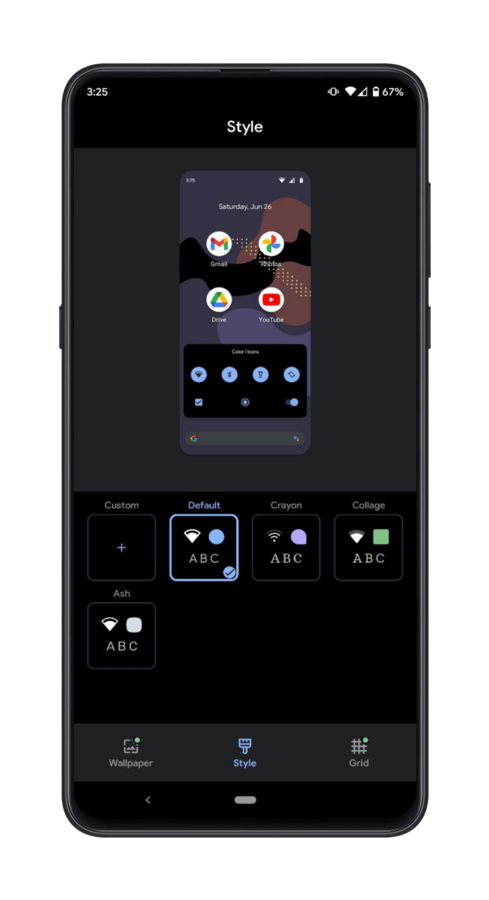 3:25
67%
Style
3:25
Saturday, Jun 26
Gmail
Photos
Drive
YouTube
Color / Icons
Custom
Default
Crayon
Collage
ABC
ABC
ABC
Ash
ABC
Wallpaper
Style
Grid